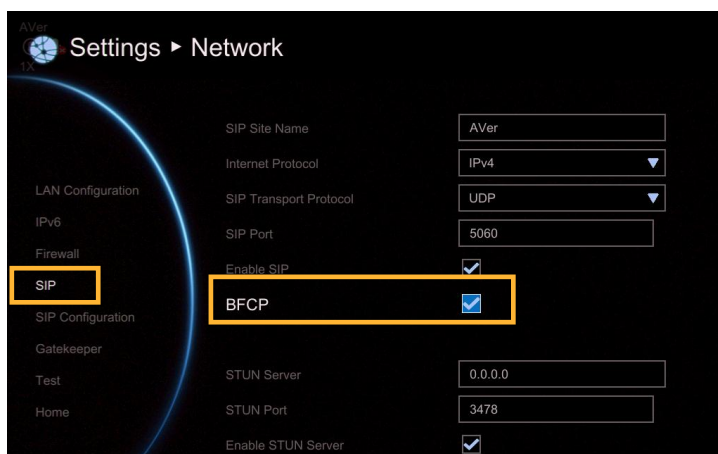 AVer
Settings ► Network
1X
SIP Site Name AVer
Internet Protocol IPv4
LAN Configuration
SIP Transport Protocol UDP
IPv6
SIP Port 5060
Firewall
Enable SIP
SIP
BFCP
SIP Configuration
Gatekeeper
STUN Server 0.0.0.0
Test
STUN Port 3478
Home
Enable STUN Server